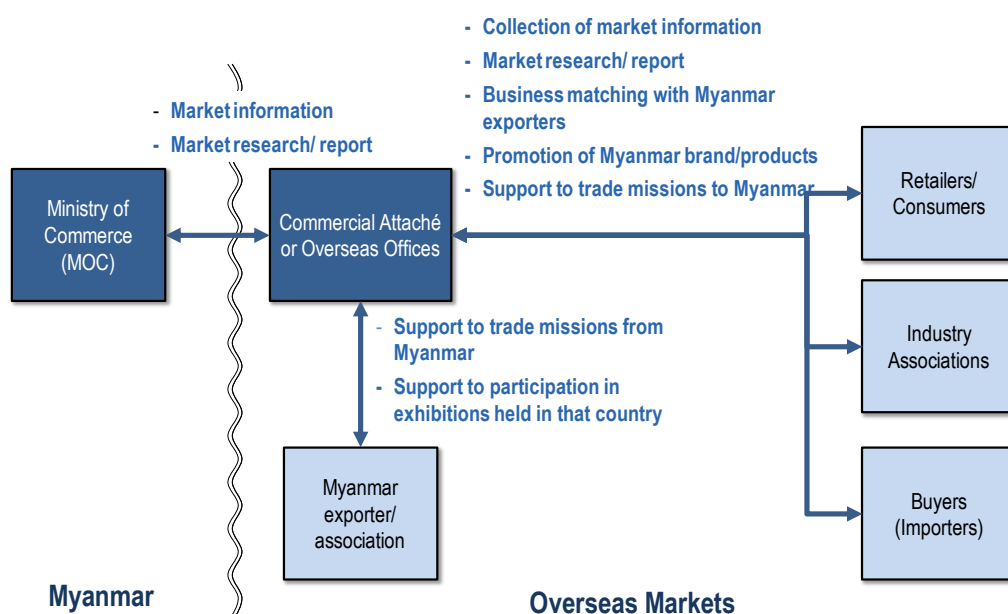 - Collection of market information
- Market research/ report
- Business matching with Myanmar
exporters
- Promotion of Myanmar brand/products
- Support to trade missions to Myanmar
- Market information
- Market research/ report
Ministry of
Commerce
(MOC)
Commercial Attaché
or Overseas Offices
Retailers/
Consumers
- Support to trade missions from
Myanmar
- Support to participation in
exhibitions held in that country
Industry
Associations
Myanmar
exporter/
association
Buyers
(Importers)
Myanmar
Overseas Markets